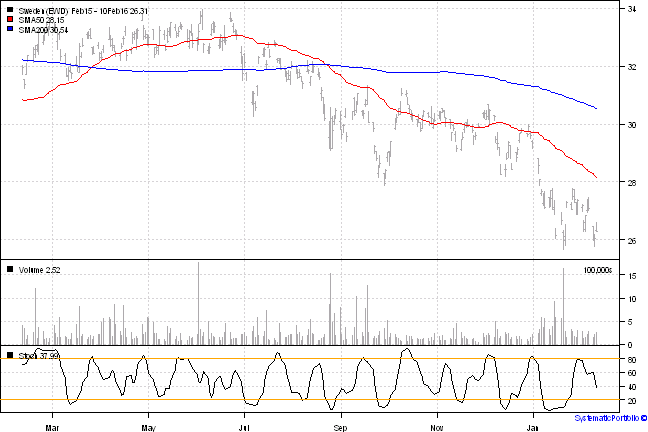 Sweden (EWD) Feb15 - 10Feb16 26.31
SMA50 28.15
SMA200 30.54
34
32
30
28
26
Volume 2.52
100,000s
15
10
5
0
Stoch 37.99
80
60
40
20
Mar May Jul Sep Nov Jan
SystematicPortfolio ©